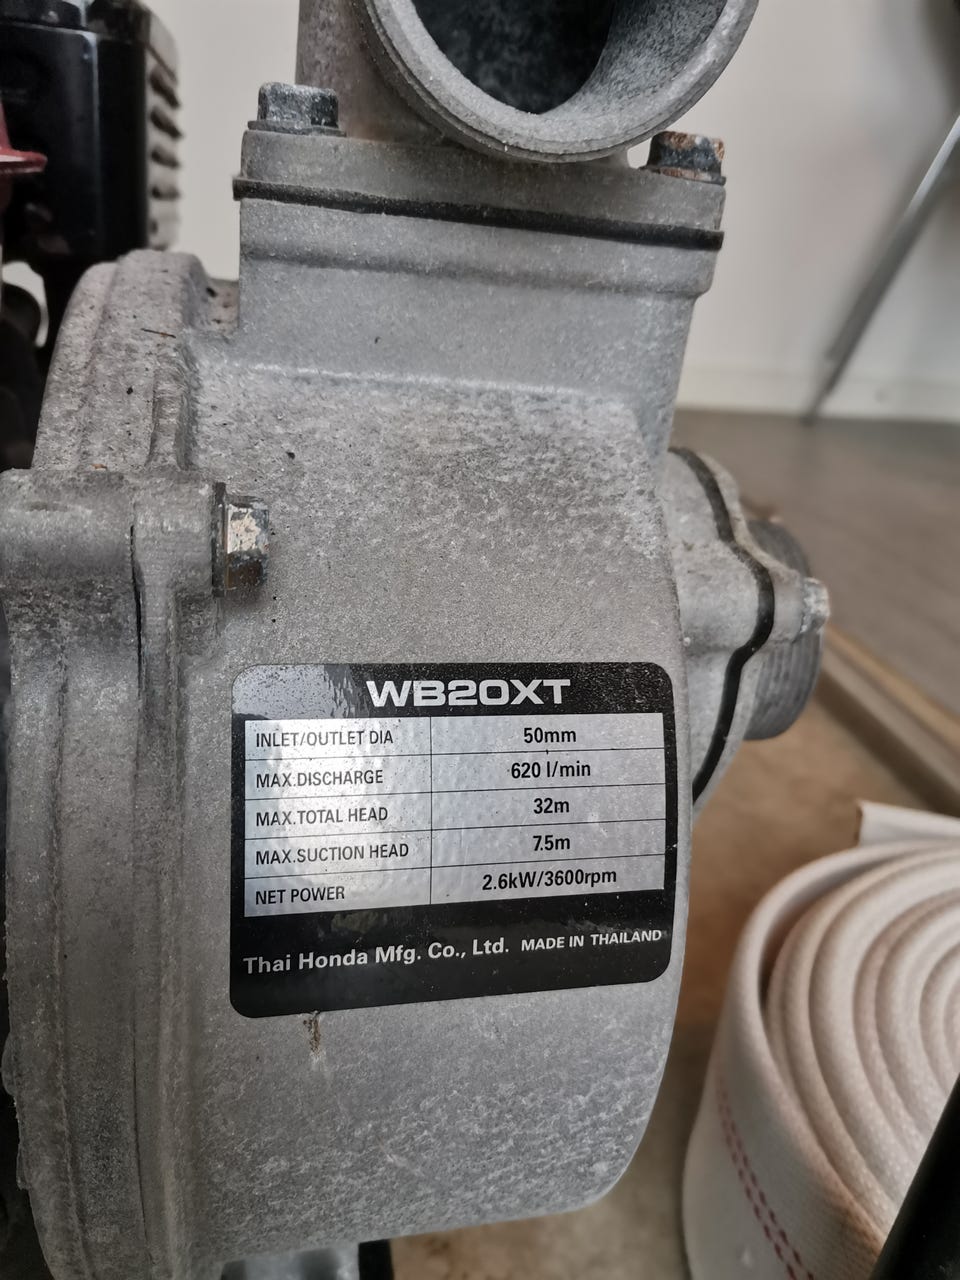 WB20XT
INLET/OUTLET DIA 50mm
MAX.DISCHARGE 620 l/min
MAX.TOTAL HEAD 32m
MAX.SUCTION HEAD 7.5m
NET POWER 2.6kW/3600rpm
Thai Honda Mfg. Co., Ltd. MADE IN THAILAND